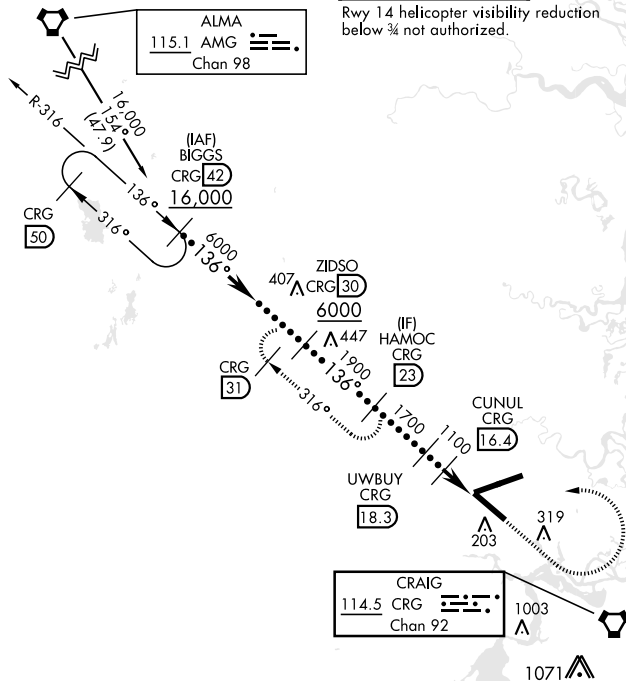 Rwy 14 helicopter visibility reduction
below ¾ not authorized.
ALMA
115.1 AMG
Chan 98
R-316
16,000
154°
(47.9)
(IAF)
BIGGS
CRG 42
16,000
136°
316°
CRG
50
6000
136°
407
ZIDSO
CRG 30
6000
447
1900
136°
(IF)
HAMOC
CRG
23
CRG
31
316°
1700
1100
CUNUL
CRG
16.4
UWBUY
CRG
18.3
203
319
CRAIG
114.5 CRG
Chan 92
1003
1071